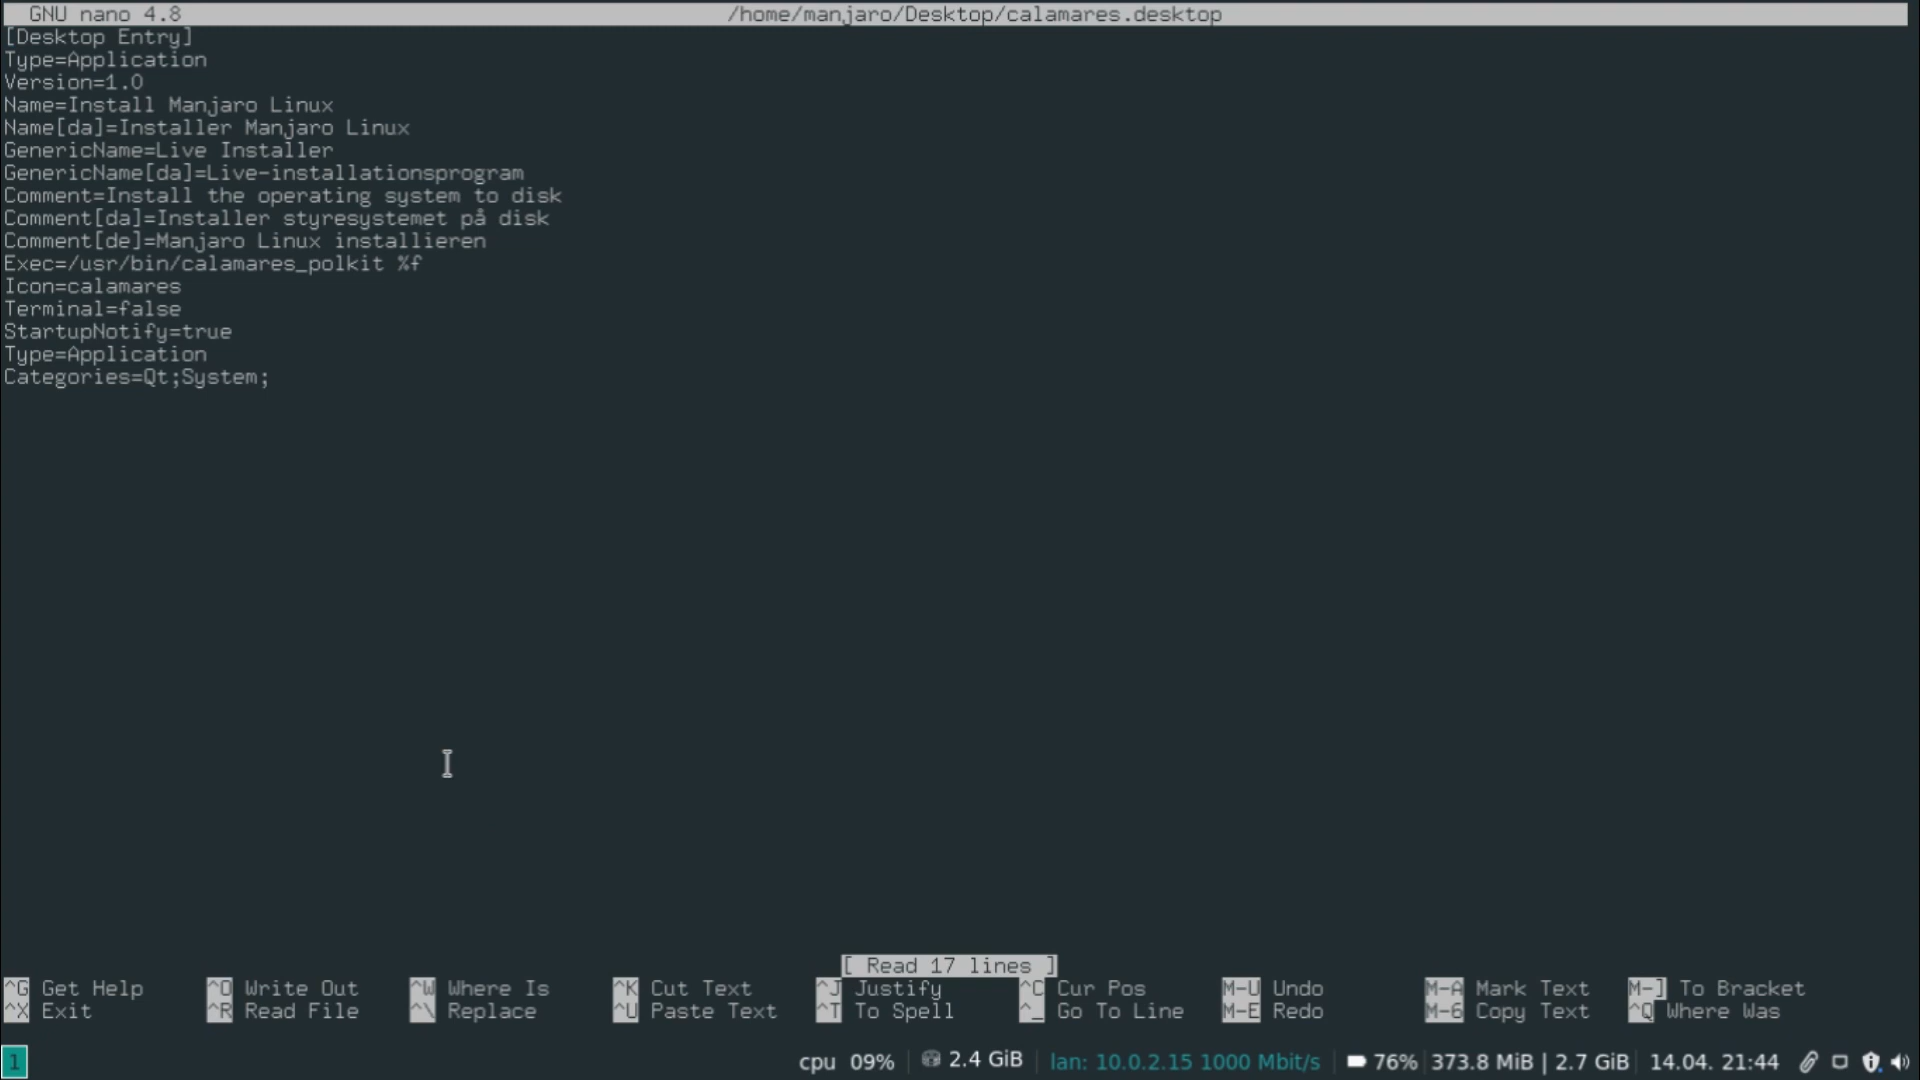 GNU nano 4.8 /home/manjaro/Desktop/calamares.desktop
[Desktop Entry]
Type=Application
Version=1.0
Name=Install Manjaro Linux
Name[da]=Installer Manjaro Linux
GenericName=Live Installer
GenericName[da]=Live-installationsprogram
Comment=Install the operating system to disk
Comment[da]=Installer styresystemet på disk
Comment[de]=Manjaro Linux installieren
Exec=/usr/bin/calamares_polkit %f
Icon=calamares
Terminal=false
StartupNotify=true
Type=Application
Categories=Qt;System;
[ Read 17 lines ]
^G Get Help ^O Write Out ^W Where Is ^K Cut Text ^J Justify ^C Cur Pos M-U Undo M-A Mark Text M-] To Bracket
^X Exit ^R Read File ^\ Replace ^U Paste Text ^T To Spell ^_ Go To Line M-E Redo M-6 Copy Text ^Q Where Was
1 cpu 09% | 2.4 GiB | lan: 10.0.2.15 1000 Mbit/s | 76% 373.8 MiB | 2.7 GiB 14.04. 21:44